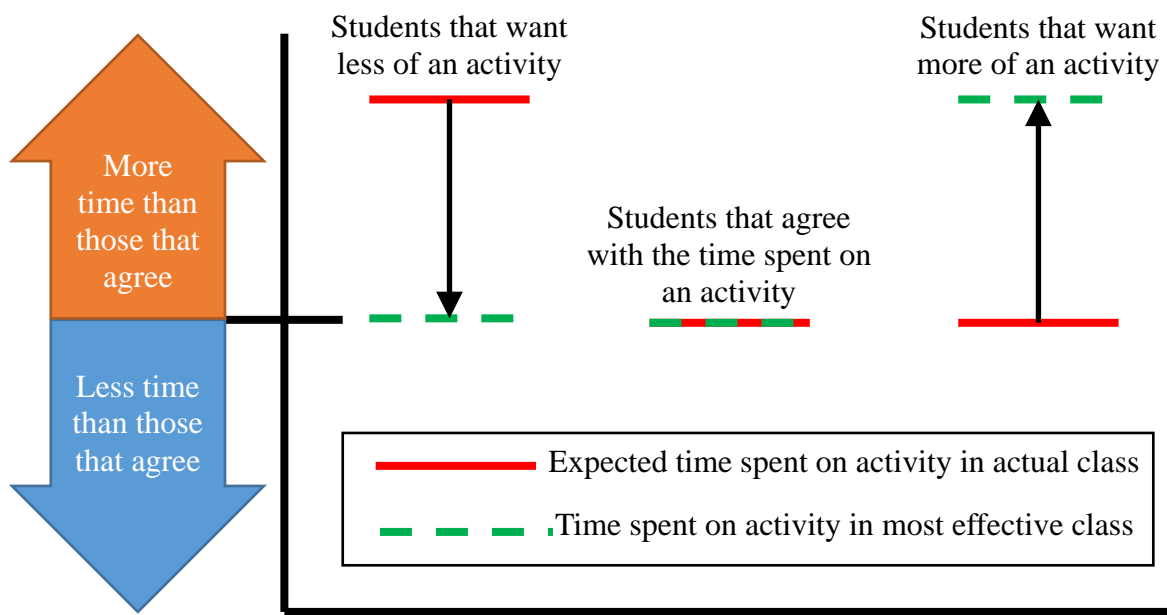 Students that want
less of an activity
Students that want
more of an activity
More
time than
those that
agree
Students that agree
with the time spent on
an activity
Less time
than those
that agree
Expected time spent on activity in actual class
Time spent on activity in most effective class